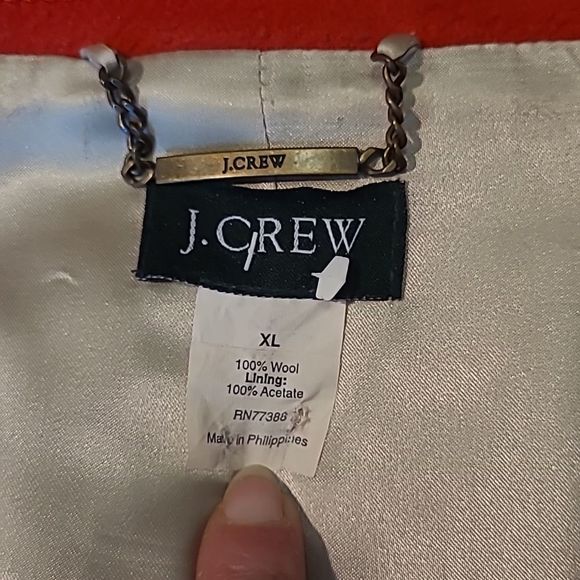 J.CREW
J.CREW
XL
100% Wool
Lining:
100% Acetate
RN77388
Made in Philippines